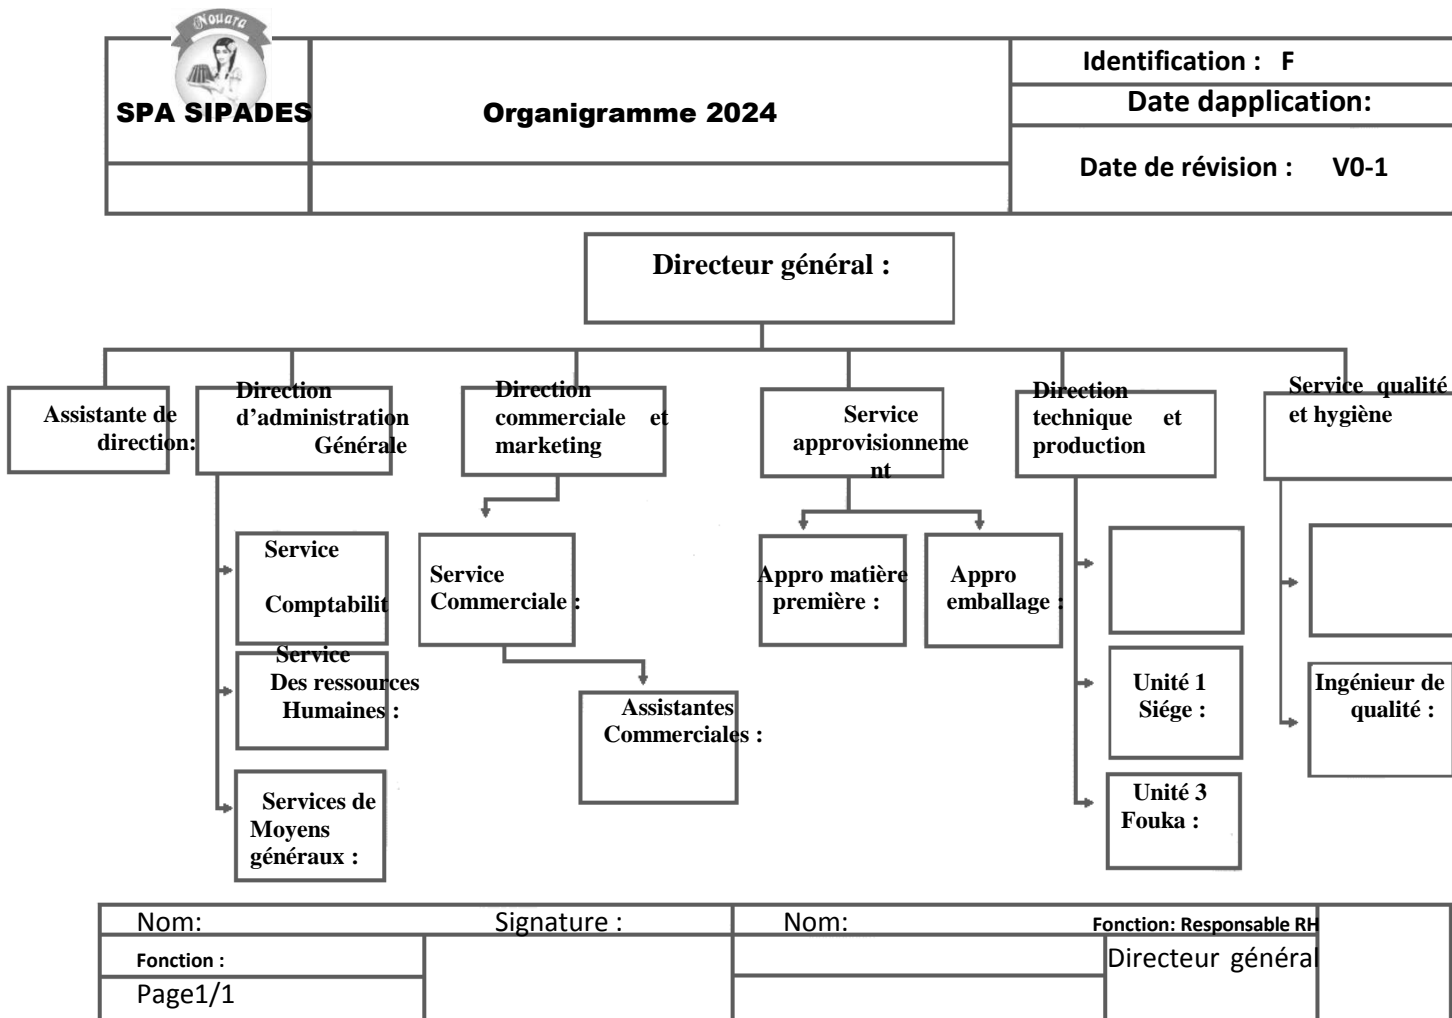 Nouara
SPA SIPADES
Organigramme 2024
Identification : F
Date dapplication:
Date de révision : V0-1
Directeur général :
Assistante de
direction:
Direction
d’administration
Générale
Direction
commerciale et
marketing
Service
approvisionneme
nt
Direction
technique et
production
Service qualité
et hygiène
Service
Comptabilit
Service
Des ressources
Humaines :
Services de
Moyens
généraux :
Service
Commerciale :
Assistantes
Commerciales :
Appro matière
première :
Appro
emballage :
Unité 1
Siége :
Unité 3
Fouka :
Ingénieur de
qualité :
Nom: Signature : Nom: Fonction: Responsable RH
Fonction : Directeur général
Page1/1